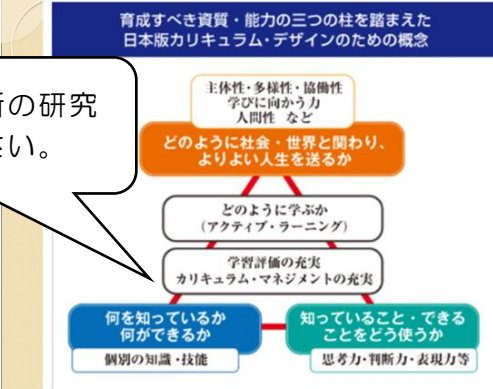 育成すべき資質・能力の三つの柱を踏まえた
日本版カリキュラム・デザインのための概念
主体性・多様性・協働性
学びに向かう力
人間性 など
どのように社会・世界と関わり、
よりよい人生を送るか
の研究
さい。
どのように学ぶか
（アクティブ・ラーニング）
学習評価の充実
カリキュラム・マネジメントの充実
何を知っているか
何ができるか
個別の知識・技能
知っていること・できる
ことをどう使うか
思考力・判断力・表現力等